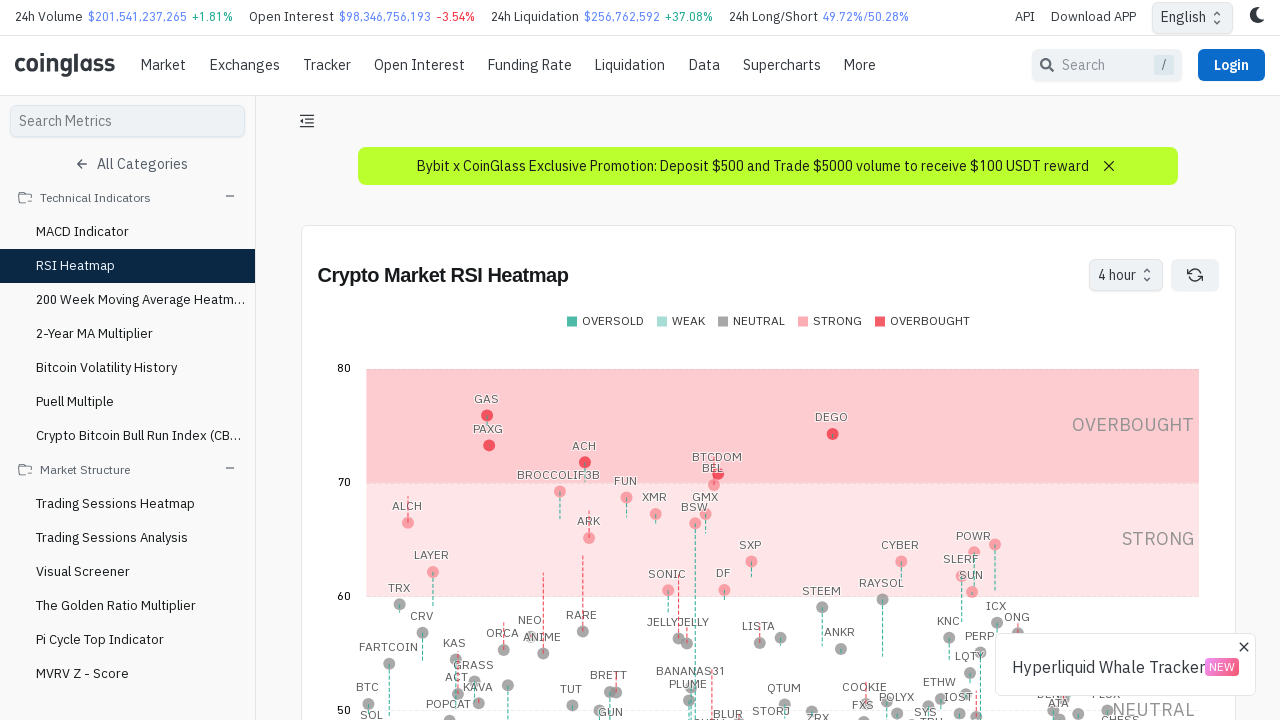 24h Volume $201,541,237,265 +1.81% Open Interest $98,346,756,193 -3.54% 24h Liquidation $256,762,592 +37.08% 24h Long/Short 49.72%/50.28% API Download APP English
coinglass Market Exchanges Tracker Open Interest Funding Rate Liquidation Data Supercharts More Search / Login
Search Metrics
All Categories
Technical Indicators
MACD Indicator
RSI Heatmap
200 Week Moving Average Heatm...
2-Year MA Multiplier
Bitcoin Volatility History
Puell Multiple
Crypto Bitcoin Bull Run Index (CB...
Market Structure
Trading Sessions Heatmap
Trading Sessions Analysis
Visual Screener
The Golden Ratio Multiplier
Pi Cycle Top Indicator
MVRV Z - Score
Bybit x CoinGlass Exclusive Promotion: Deposit $500 and Trade $5000 volume to receive $100 USDT reward
Crypto Market RSI Heatmap
4 hour
OVERSOLD WEAK NEUTRAL STRONG OVERBOUGHT
80
GAS
DEGO
OVERBOUGHT
PAXG
ACH
BTCDOM
BEL
BROCCOLIF3B
FUN
70
XMR
GMX
ALCH
BSW
ARK
POWR
STRONG
SXP
CYBER
LAYER
SLERF
SONIC
DF
SUN
RAYSOL
TRX
STEEM
60
ICX
CRV
NEO
RARE
JELLYJELLY
KNC
ONG
ORCA
ANIME
LISTA
ANKR
PERP
FARTCOIN
KAS
LQTY
GRASS
BANANAS31
ACT
BRETT
PLUME
ETHW
BTC
KAVA
TUT
QTUM
COOKIE
POLYX
IOST
POPCAT
FXS
ATA
50
SOL
GUN
BLUR
STORJ
ZRX
SYS
NEUTRAL
Hyperliquid Whale Tracker NEW